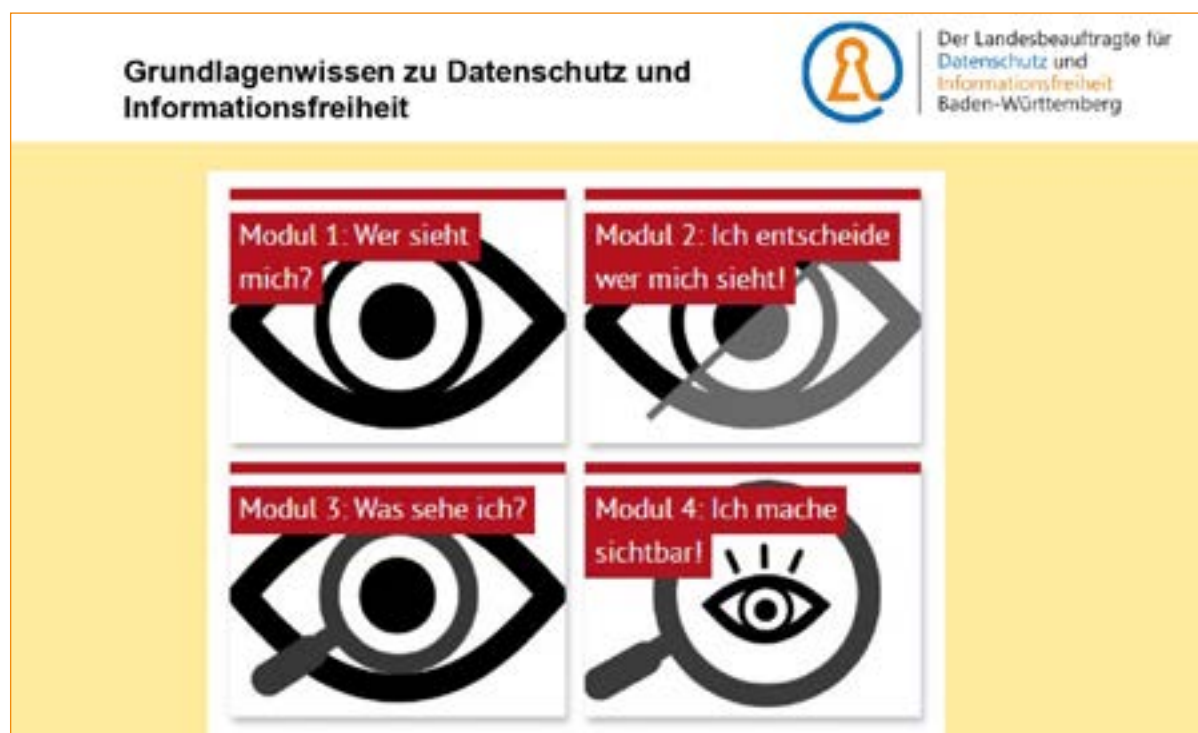 Grundlagenwissen zu Datenschutz und
Informationsfreiheit
Der Landesbeauftragte für
Datenschutz und
Informationsfreiheit
Baden-Württemberg
Modul 1: Wer sieht
mich?
Modul 2: Ich entscheide
wer mich sieht!
Modul 3: Was sehe ich?
Modul 4: Ich mache
sichtbar!